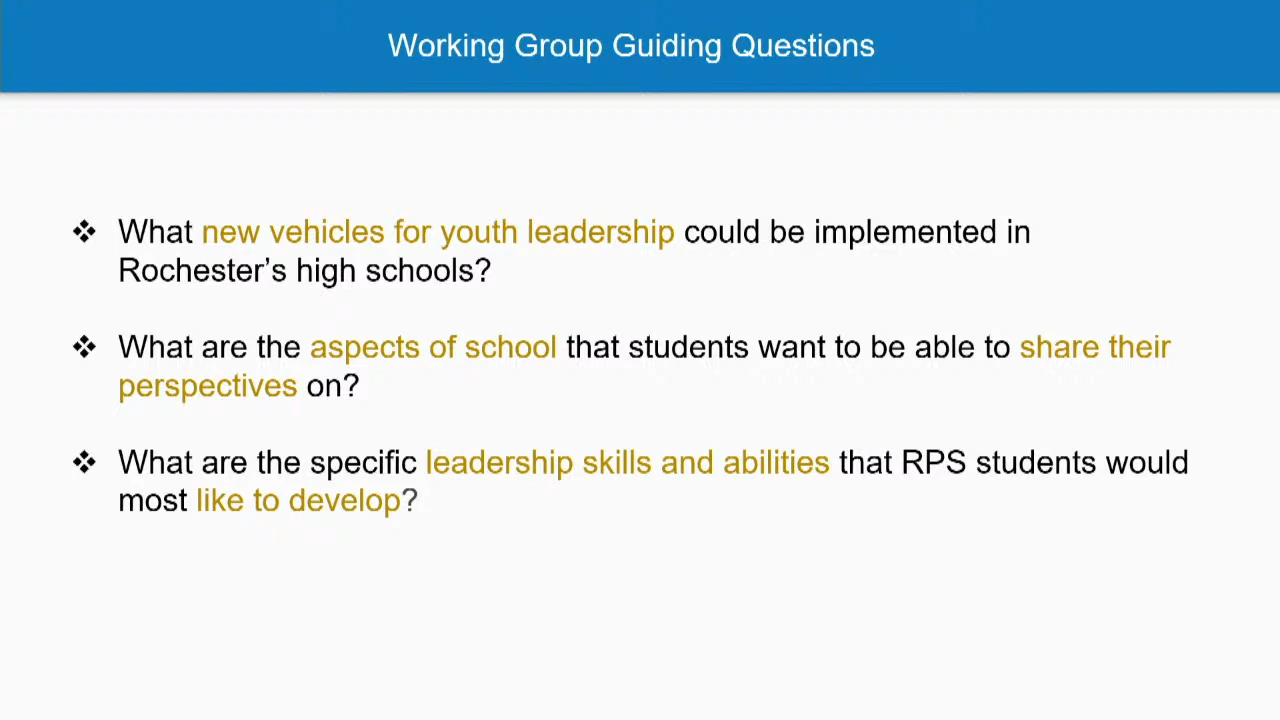 Working Group Guiding Questions
❖ What new vehicles for youth leadership could be implemented in
Rochester’s high schools?
❖ What are the aspects of school that students want to be able to share their
perspectives on?
❖ What are the specific leadership skills and abilities that RPS students would
most like to develop?